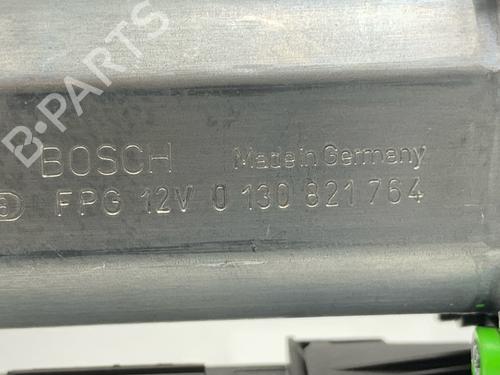 B-PARTS
BOSCH Made in Germany
FPG 12V 0 130 821 764